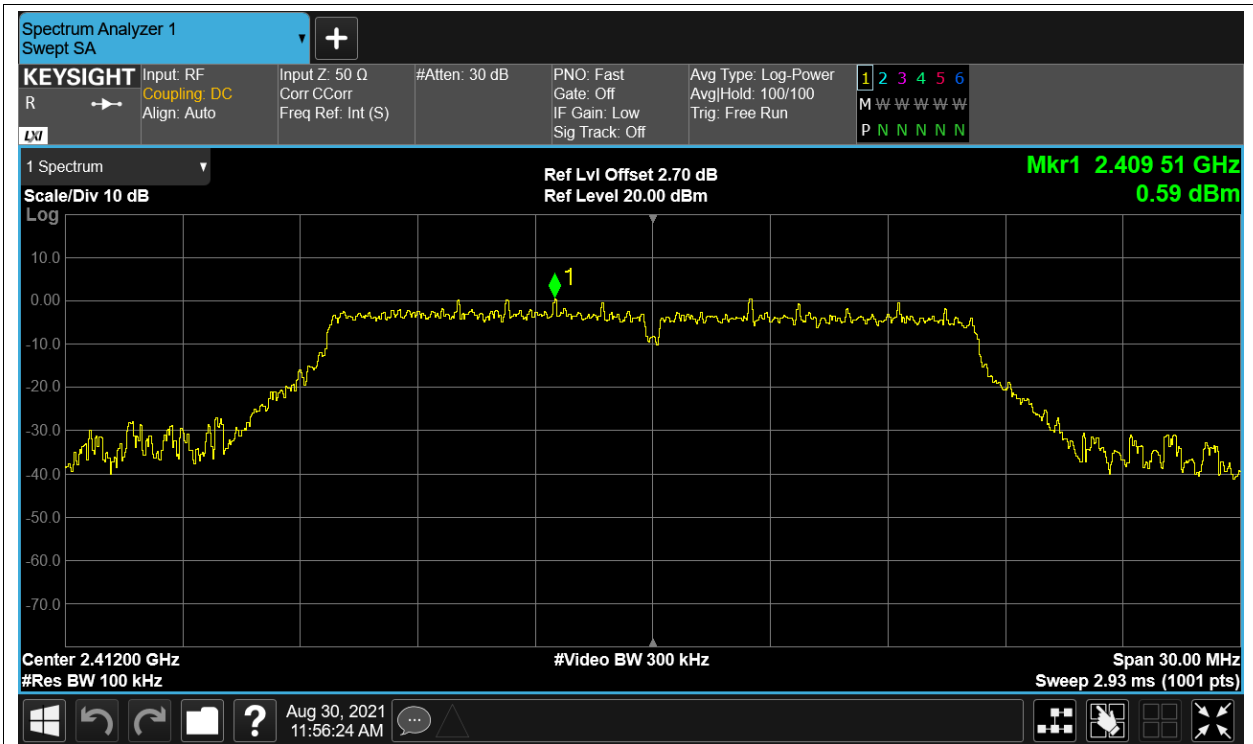 Spectrum Analyzer 1
Swept SA
KEYSIGHT
R
LXI
Input: RF
Coupling: DC
Align: Auto
Input Z: 50 Ω
Corr CCorr
Freq Ref: Int (S)
#Atten: 30 dB
PNO: Fast
Gate: Off
IF Gain: Low
Sig Track: Off
Avg Type: Log-Power
Avg|Hold: 100/100
Trig: Free Run
1 2 3 4 5 6
M W W W W W
P N N N N N
1 Spectrum
Scale/Div 10 dB
Ref Lvl Offset 2.70 dB
Ref Level 20.00 dBm
Mkr1 2.409 51 GHz
0.59 dBm
Log
10.0
0.00
-10.0
-20.0
-30.0
-40.0
-50.0
-60.0
-70.0
1
Center 2.41200 GHz
#Res BW 100 kHz
#Video BW 300 kHz
Span 30.00 MHz
Sweep 2.93 ms (1001 pts)
?
Aug 30, 2021
11:56:24 AM